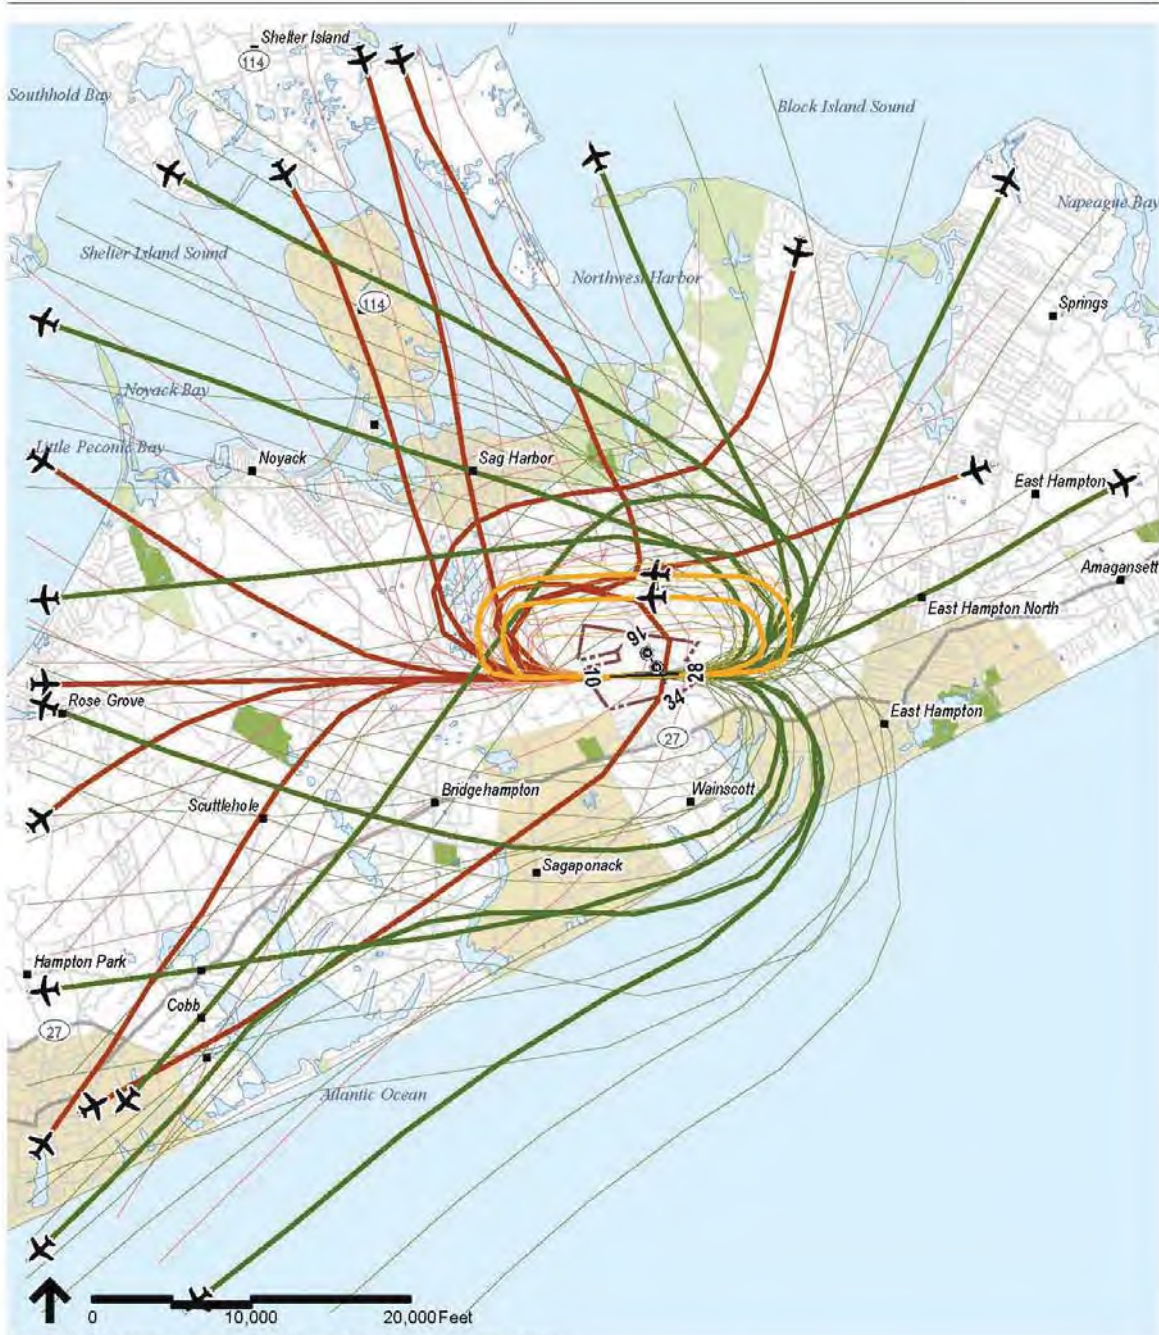 Shelter Island
114
Southhold Bay
Block Island Sound
Napeague Bay
Shelter Island Sound
Northwest Harbor
114
Springs
Noyack Bay
Little Peconic Bay
Noyack
Sag Harbor
East Hampton
Amagansett
East Hampton North
16
10
28
34
Rose Grove
East Hampton
27
Bridgehampton
Wainscott
Scuttlehole
Sagaponack
Hampton Park
Cobb
27
Atlantic Ocean
0
10,000
20,000 Feet